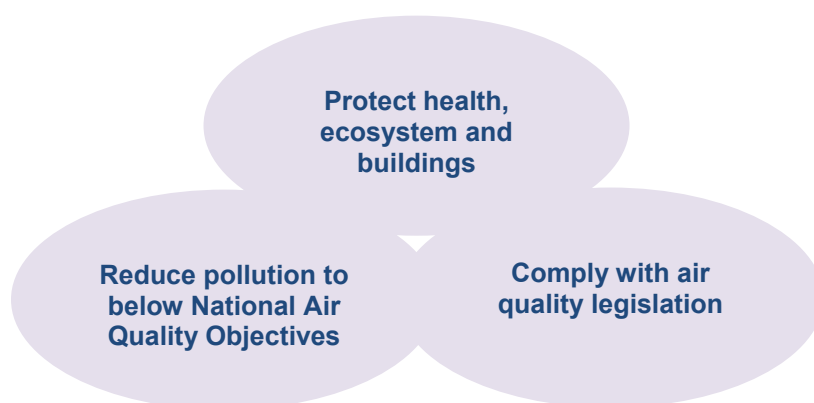 Protect health,
ecosystem and
buildings
Reduce pollution to
below National Air
Quality Objectives
Comply with air
quality legislation